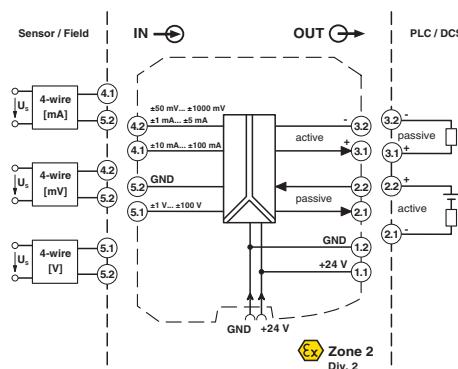 Sensor / Field
IN
OUT
PLC / DCS
Us
4-wire
[mA]
4.1
5.2
Us
4-wire
[mV]
4.2
5.2
Us
4-wire
[V]
5.1
5.2
±50 mV... ±1000 mV
4.2
±1 mA... ±5 mA
4.1
±10 mA... ±100 mA
5.2
GND
5.1
±1 V... ±100 V
-
active
3.2
+
3.1
2.2
passive
2.1
GND
1.2
+24 V
1.1
GND
+24 V
3.2
-
passive
3.1
+
2.2
+
active
2.1
-
Ex
Zone 2
Div. 2